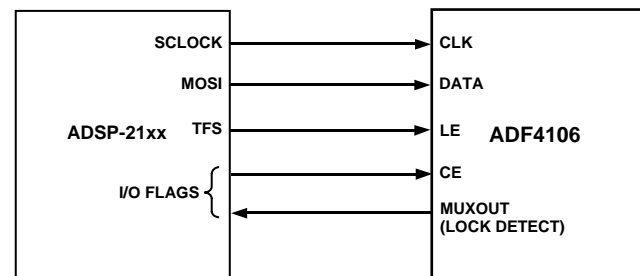 SCLOCK
CLK
MOSI
DATA
ADSP-21xx
TFS
LE
ADF4106
I/O FLAGS
CE
MUXOUT
(LOCK DETECT)